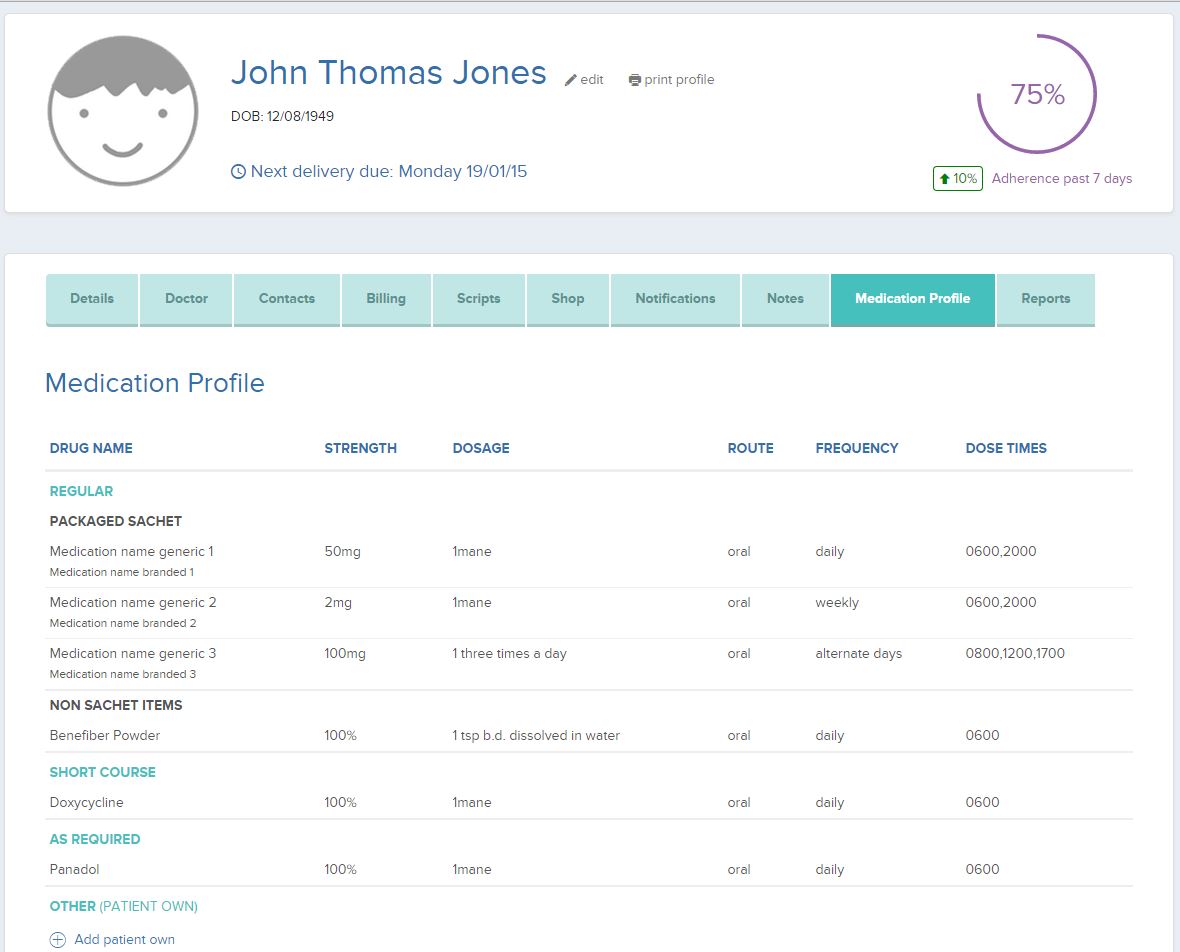 John Thomas Jones edit print profile
DOB: 12/08/1949
Next delivery due: Monday 19/01/15
75%
10% Adherence past 7 days
Details Doctor Contacts Billing Scripts Shop Notifications Notes Medication Profile Reports
Medication Profile
DRUG NAME STRENGTH DOSAGE ROUTE FREQUENCY DOSE TIMES
REGULAR
PACKAGED SACHET
Medication name generic 1 50mg 1mane oral daily 0600,2000
Medication name branded 1
Medication name generic 2 2mg 1mane oral weekly 0600,2000
Medication name branded 2
Medication name generic 3 100mg 1 three times a day oral alternate days 0800,1200,1700
Medication name branded 3
NON SACHET ITEMS
Benefiber Powder 100% 1 tsp b.d. dissolved in water oral daily 0600
SHORT COURSE
Doxycycline 100% 1mane oral daily 0600
AS REQUIRED
Panadol 100% 1mane oral daily 0600
OTHER (PATIENT OWN)
Add patient own